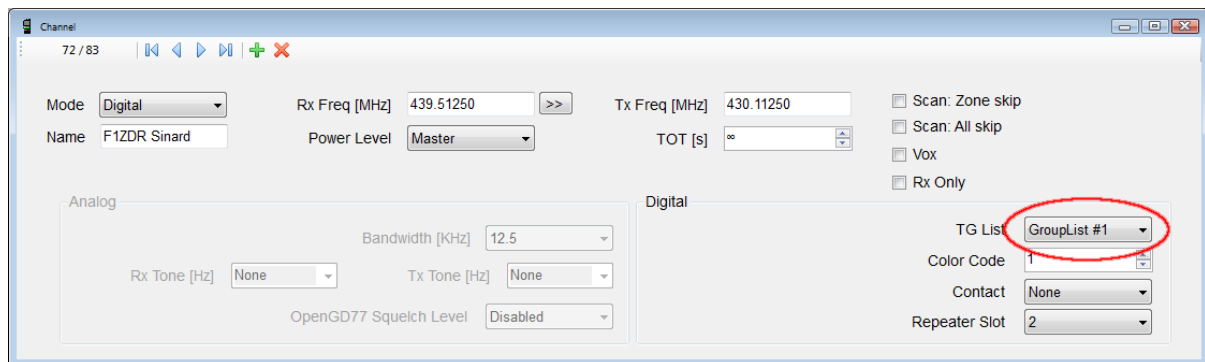 Channel
72 / 83
Mode Digital Rx Freq [MHz] 439.51250 >> Tx Freq [MHz] 430.11250 Scan: Zone skip
Name F1ZDR Sinard Power Level Master TOT [s] ∞ Scan: All skip
Vox
Rx Only
Analog
Bandwidth [KHz] 12.5
Rx Tone [Hz] None Tx Tone [Hz] None
OpenGD77 Squelch Level Disabled
Digital
TG List GroupList #1
Color Code 1
Contact None
Repeater Slot 2